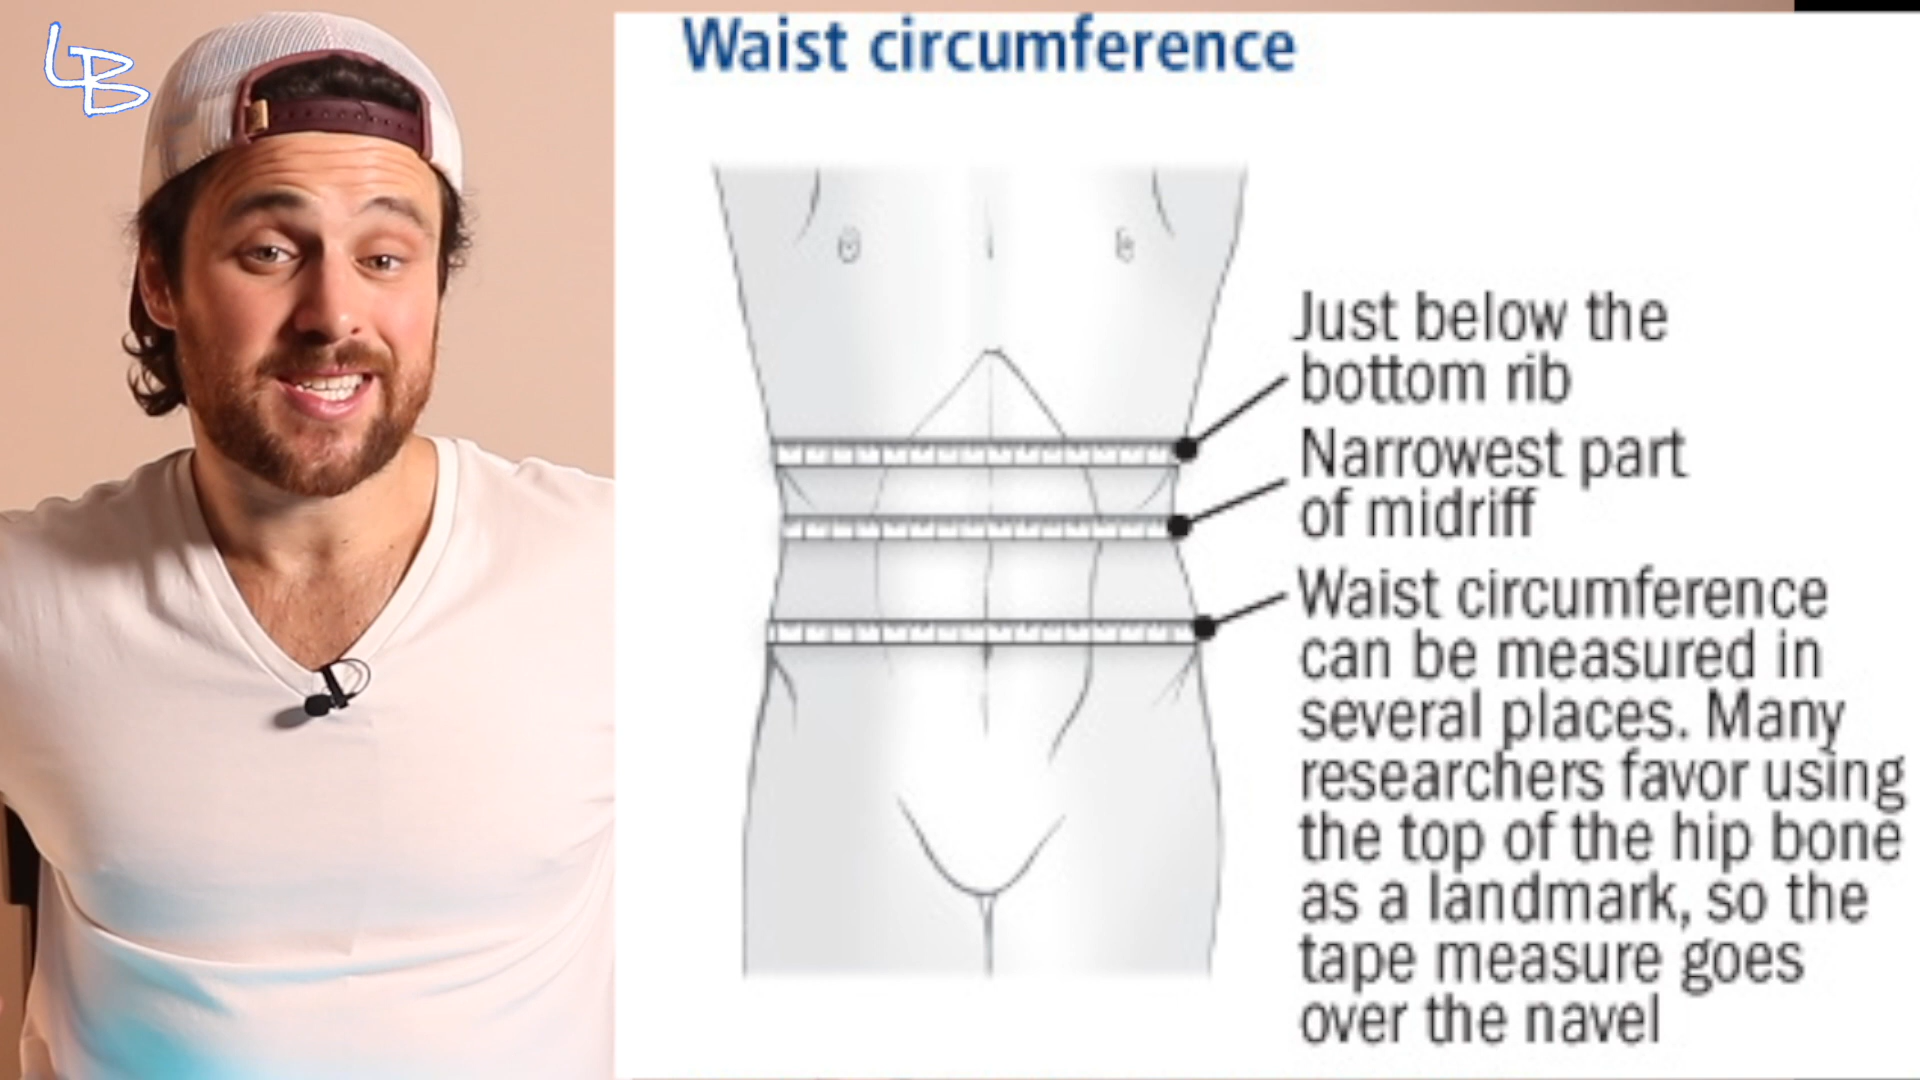 LB
Waist circumference
Just below the
bottom rib
Narrowest part
of midriff
Waist circumference
can be measured in
several places. Many
researchers favor using
the top of the hip bone
as a landmark, so the
tape measure goes
over the navel